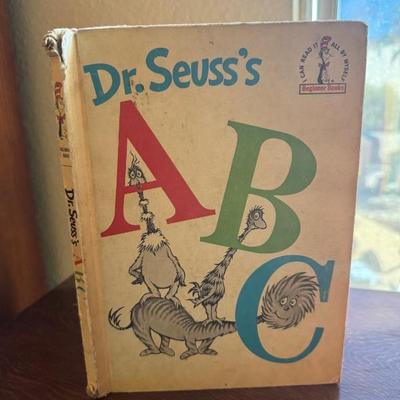 Dr. Seuss's
A
B
C
I CAN READ IT ALL BY MYSELF
Beginner Books
Dr. Seuss's ABC